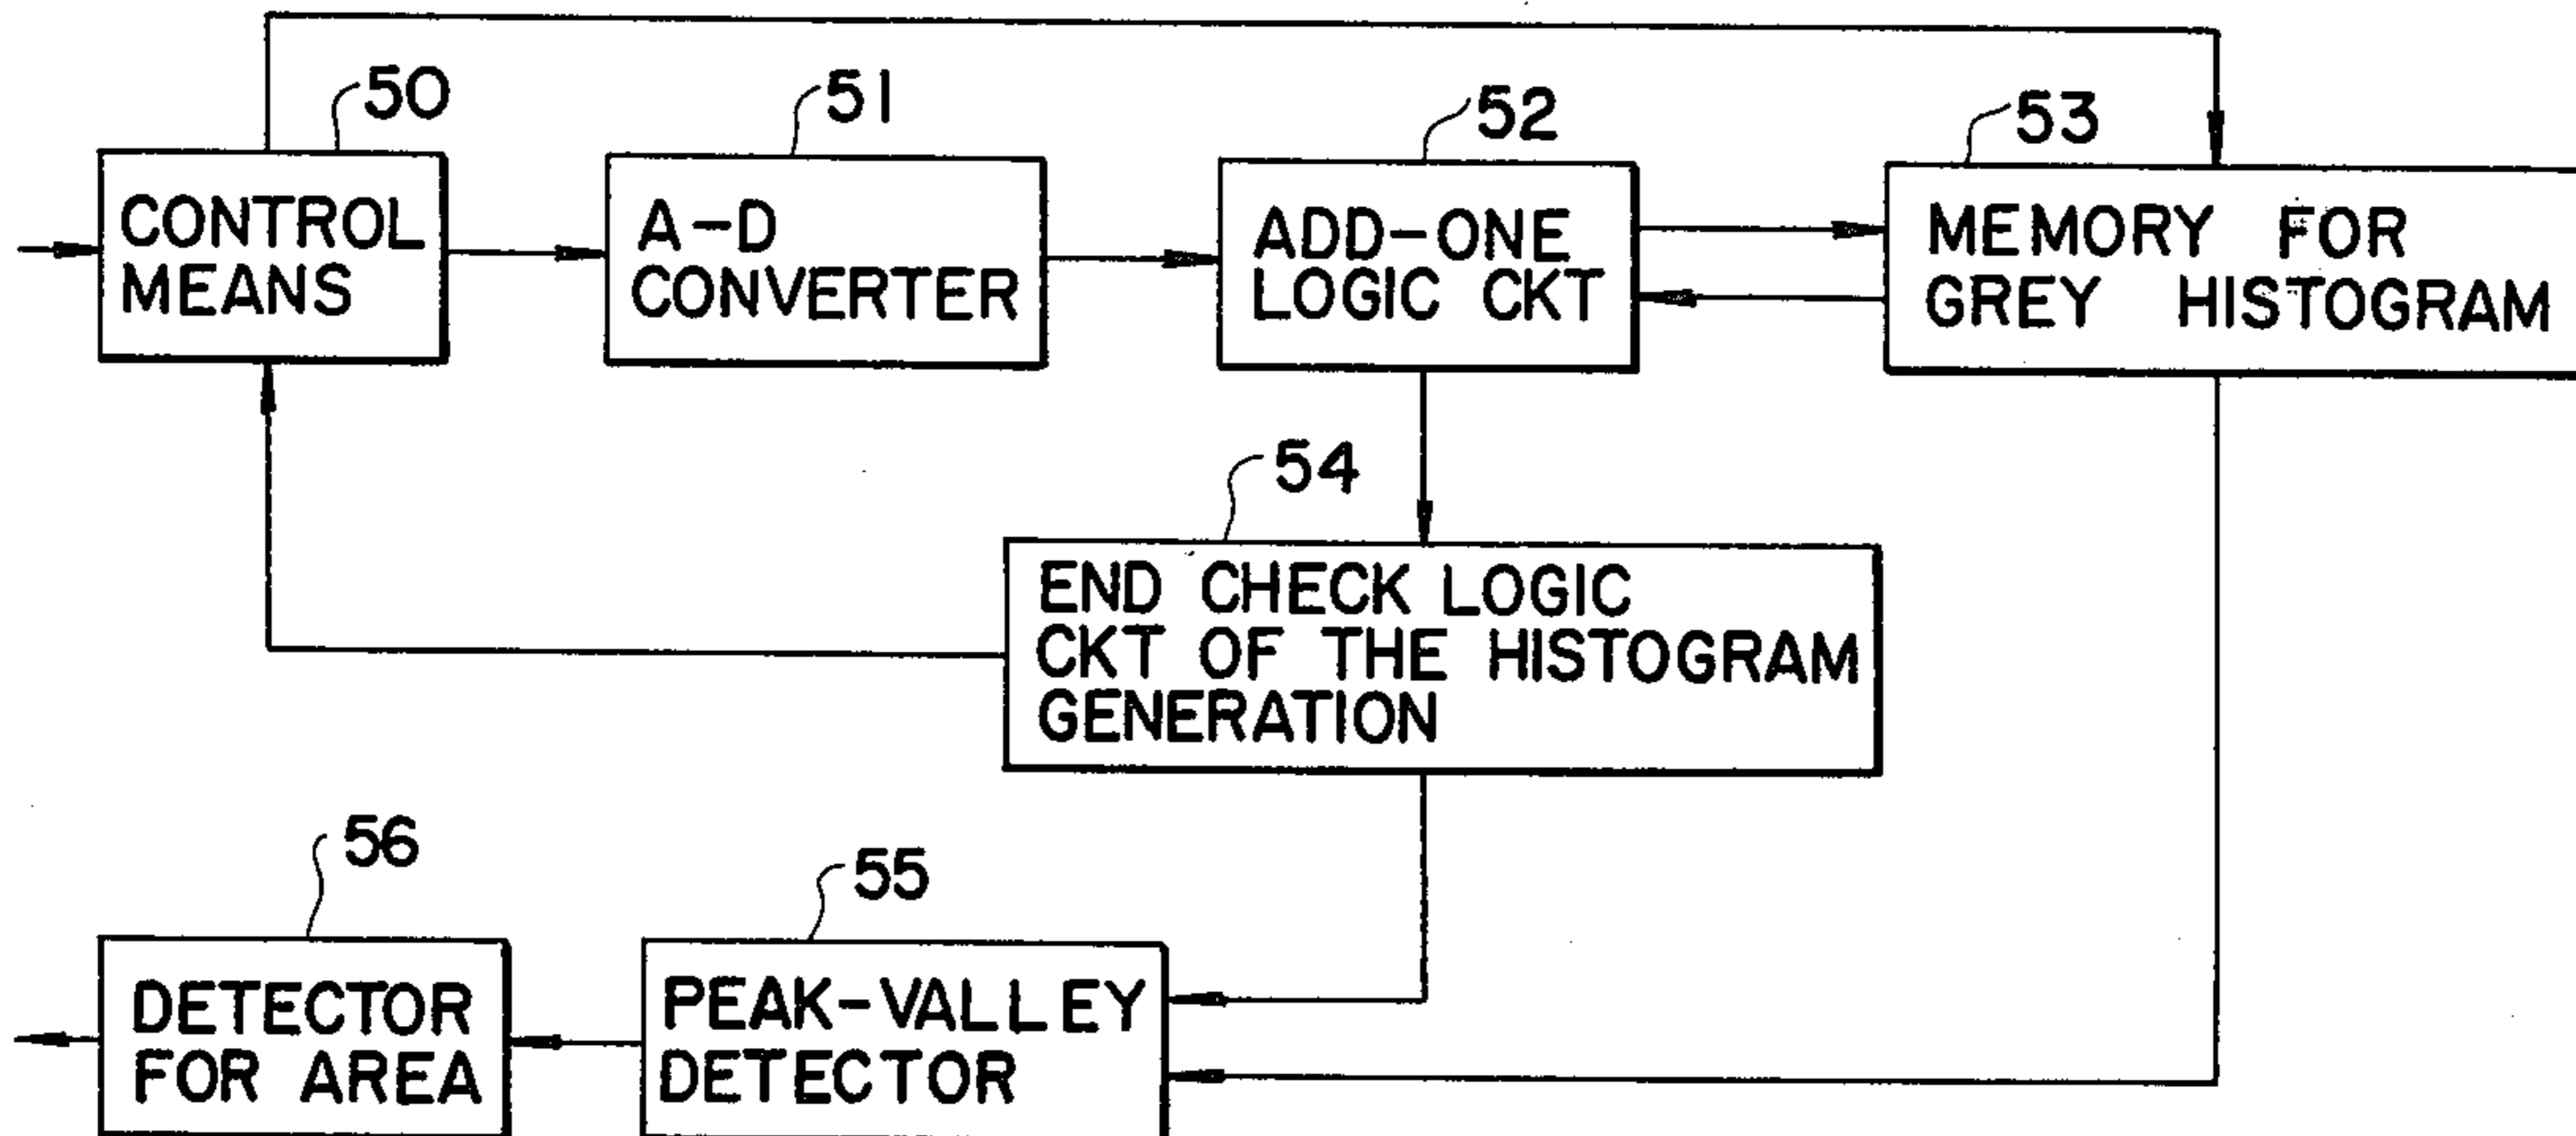 50
51
52
53
CONTROL
MEANS
A-D
CONVERTER
ADD-ONE
LOGIC CKT
MEMORY FOR
GREY HISTOGRAM
54
END CHECK LOGIC
CKT OF THE HISTOGRAM
GENERATION
56
55
DETECTOR
FOR AREA
PEAK-VALLEY
DETECTOR